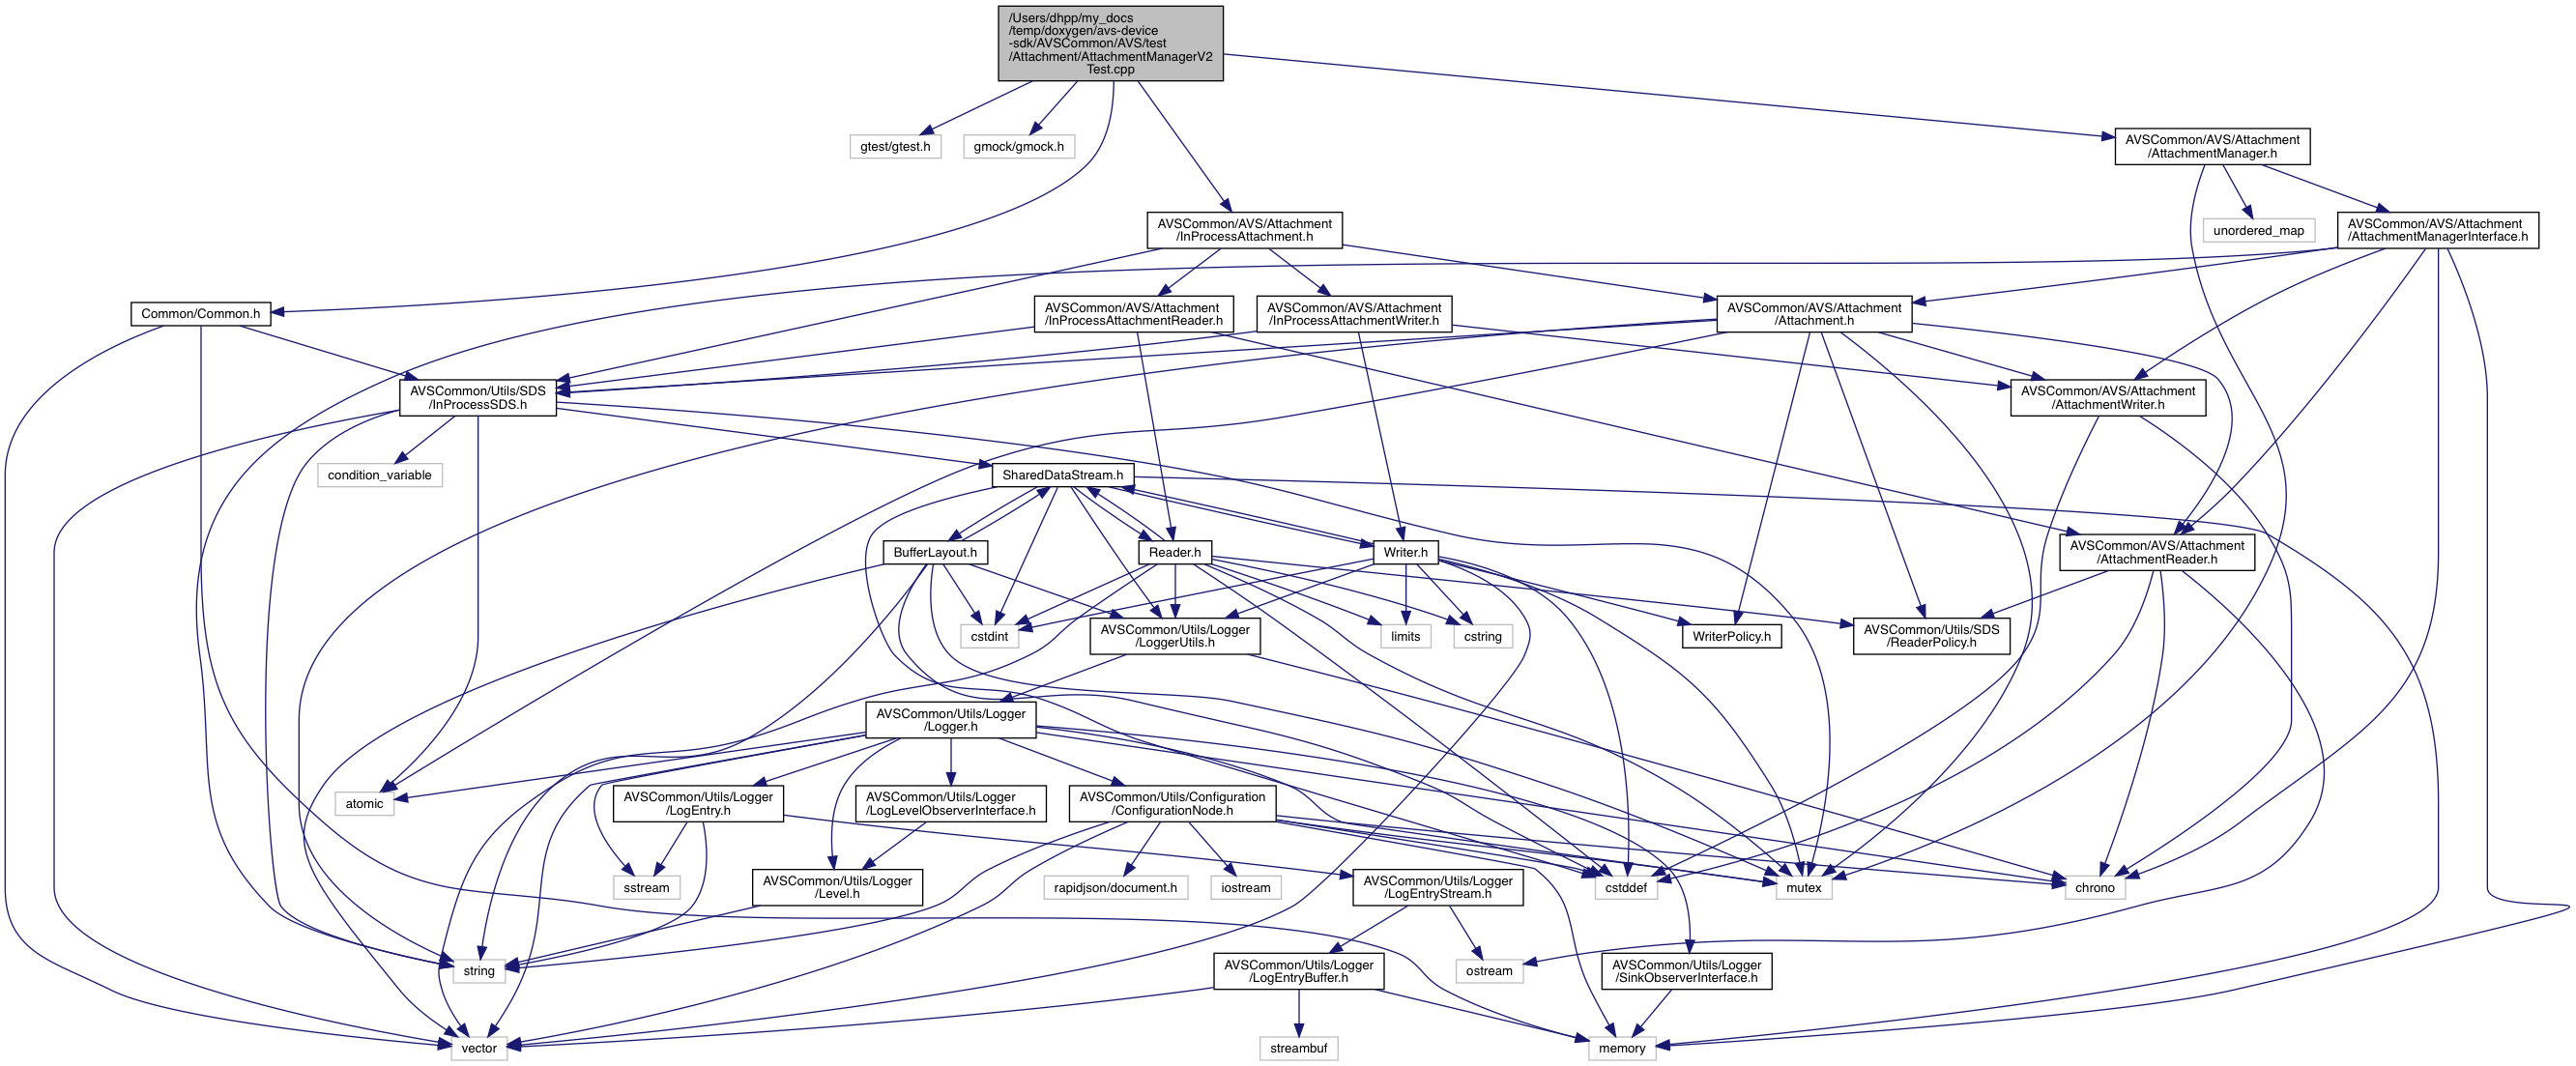 /Users/dhpp/my_docs
/temp/doxygen/avs-device
-sdk/AVSCommon/AVS/test
/Attachment/AttachmentManagerV2
Test.cpp
gtest/gtest.h
gmock/gmock.h
AVSCommon/AVS/Attachment
/AttachmentManager.h
AVSCommon/AVS/Attachment
/InProcessAttachment.h
unordered_map
AVSCommon/AVS/Attachment
/AttachmentManagerInterface.h
Common/Common.h
AVSCommon/AVS/Attachment
/InProcessAttachmentReader.h
AVSCommon/AVS/Attachment
/InProcessAttachmentWriter.h
AVSCommon/AVS/Attachment
/Attachment.h
AVSCommon/Utils/SDS
/InProcessSDS.h
AVSCommon/AVS/Attachment
/AttachmentWriter.h
condition_variable
SharedDataStream.h
BufferLayout.h
Reader.h
Writer.h
AVSCommon/AVS/Attachment
/AttachmentReader.h
cstdint
AVSCommon/Utils/Logger
/LoggerUtils.h
limits
cstring
WriterPolicy.h
AVSCommon/Utils/SDS
/ReaderPolicy.h
AVSCommon/Utils/Logger
/Logger.h
atomic
AVSCommon/Utils/Logger
/LogEntry.h
AVSCommon/Utils/Logger
/LogLevelObserverInterface.h
AVSCommon/Utils/Configuration
/ConfigurationNode.h
sstream
AVSCommon/Utils/Logger
/Level.h
rapidjson/document.h
iostream
AVSCommon/Utils/Logger
/LogEntryStream.h
cstddef
mutex
chrono
string
AVSCommon/Utils/Logger
/LogEntryBuffer.h
ostream
AVSCommon/Utils/Logger
/SinkObserverInterface.h
vector
streambuf
memory